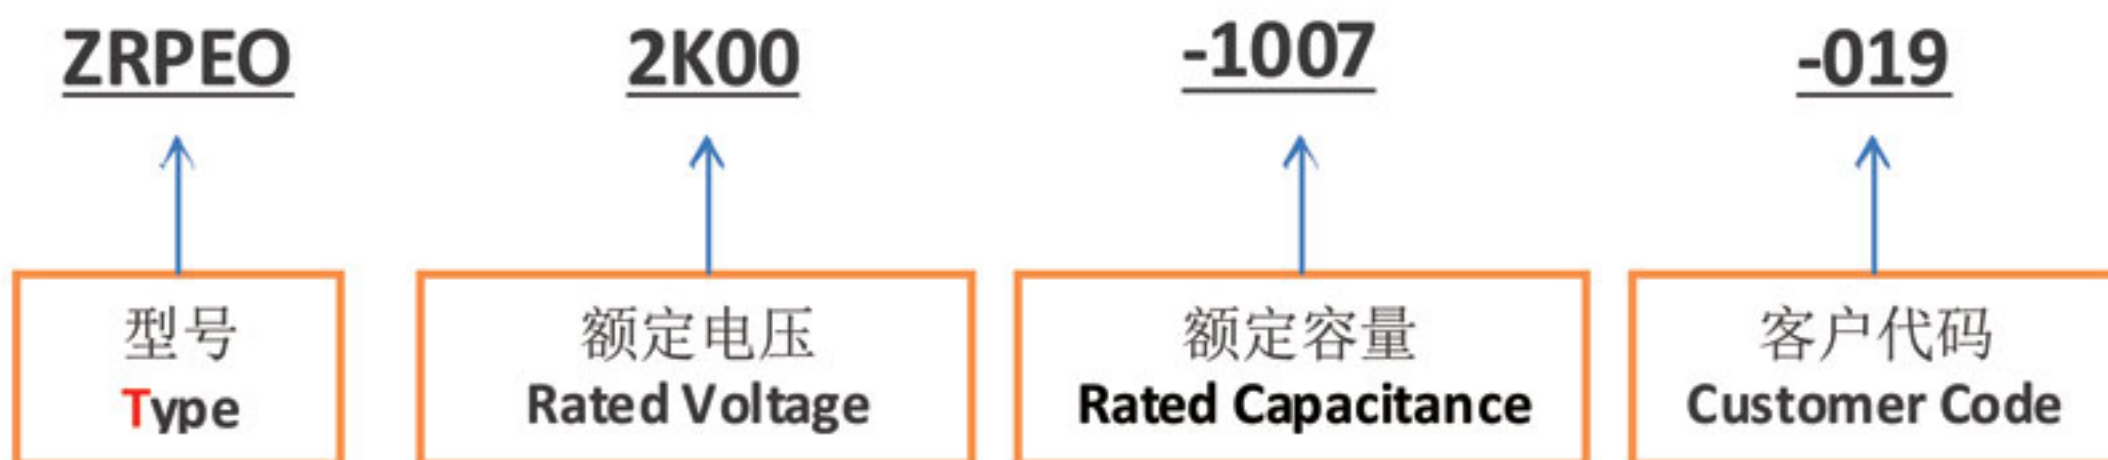 ZRPEO 2K00 -1007 -019
型号 额定电压 额定容量 客户代码
Type Rated Voltage Rated Capacitance Customer Code